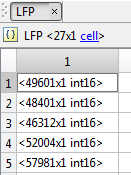 LFP
{} LFP <27x1 cell>
1
1 <49601x1 int16>
2 <48401x1 int16>
3 <46312x1 int16>
4 <52004x1 int16>
5 <57981x1 int16>